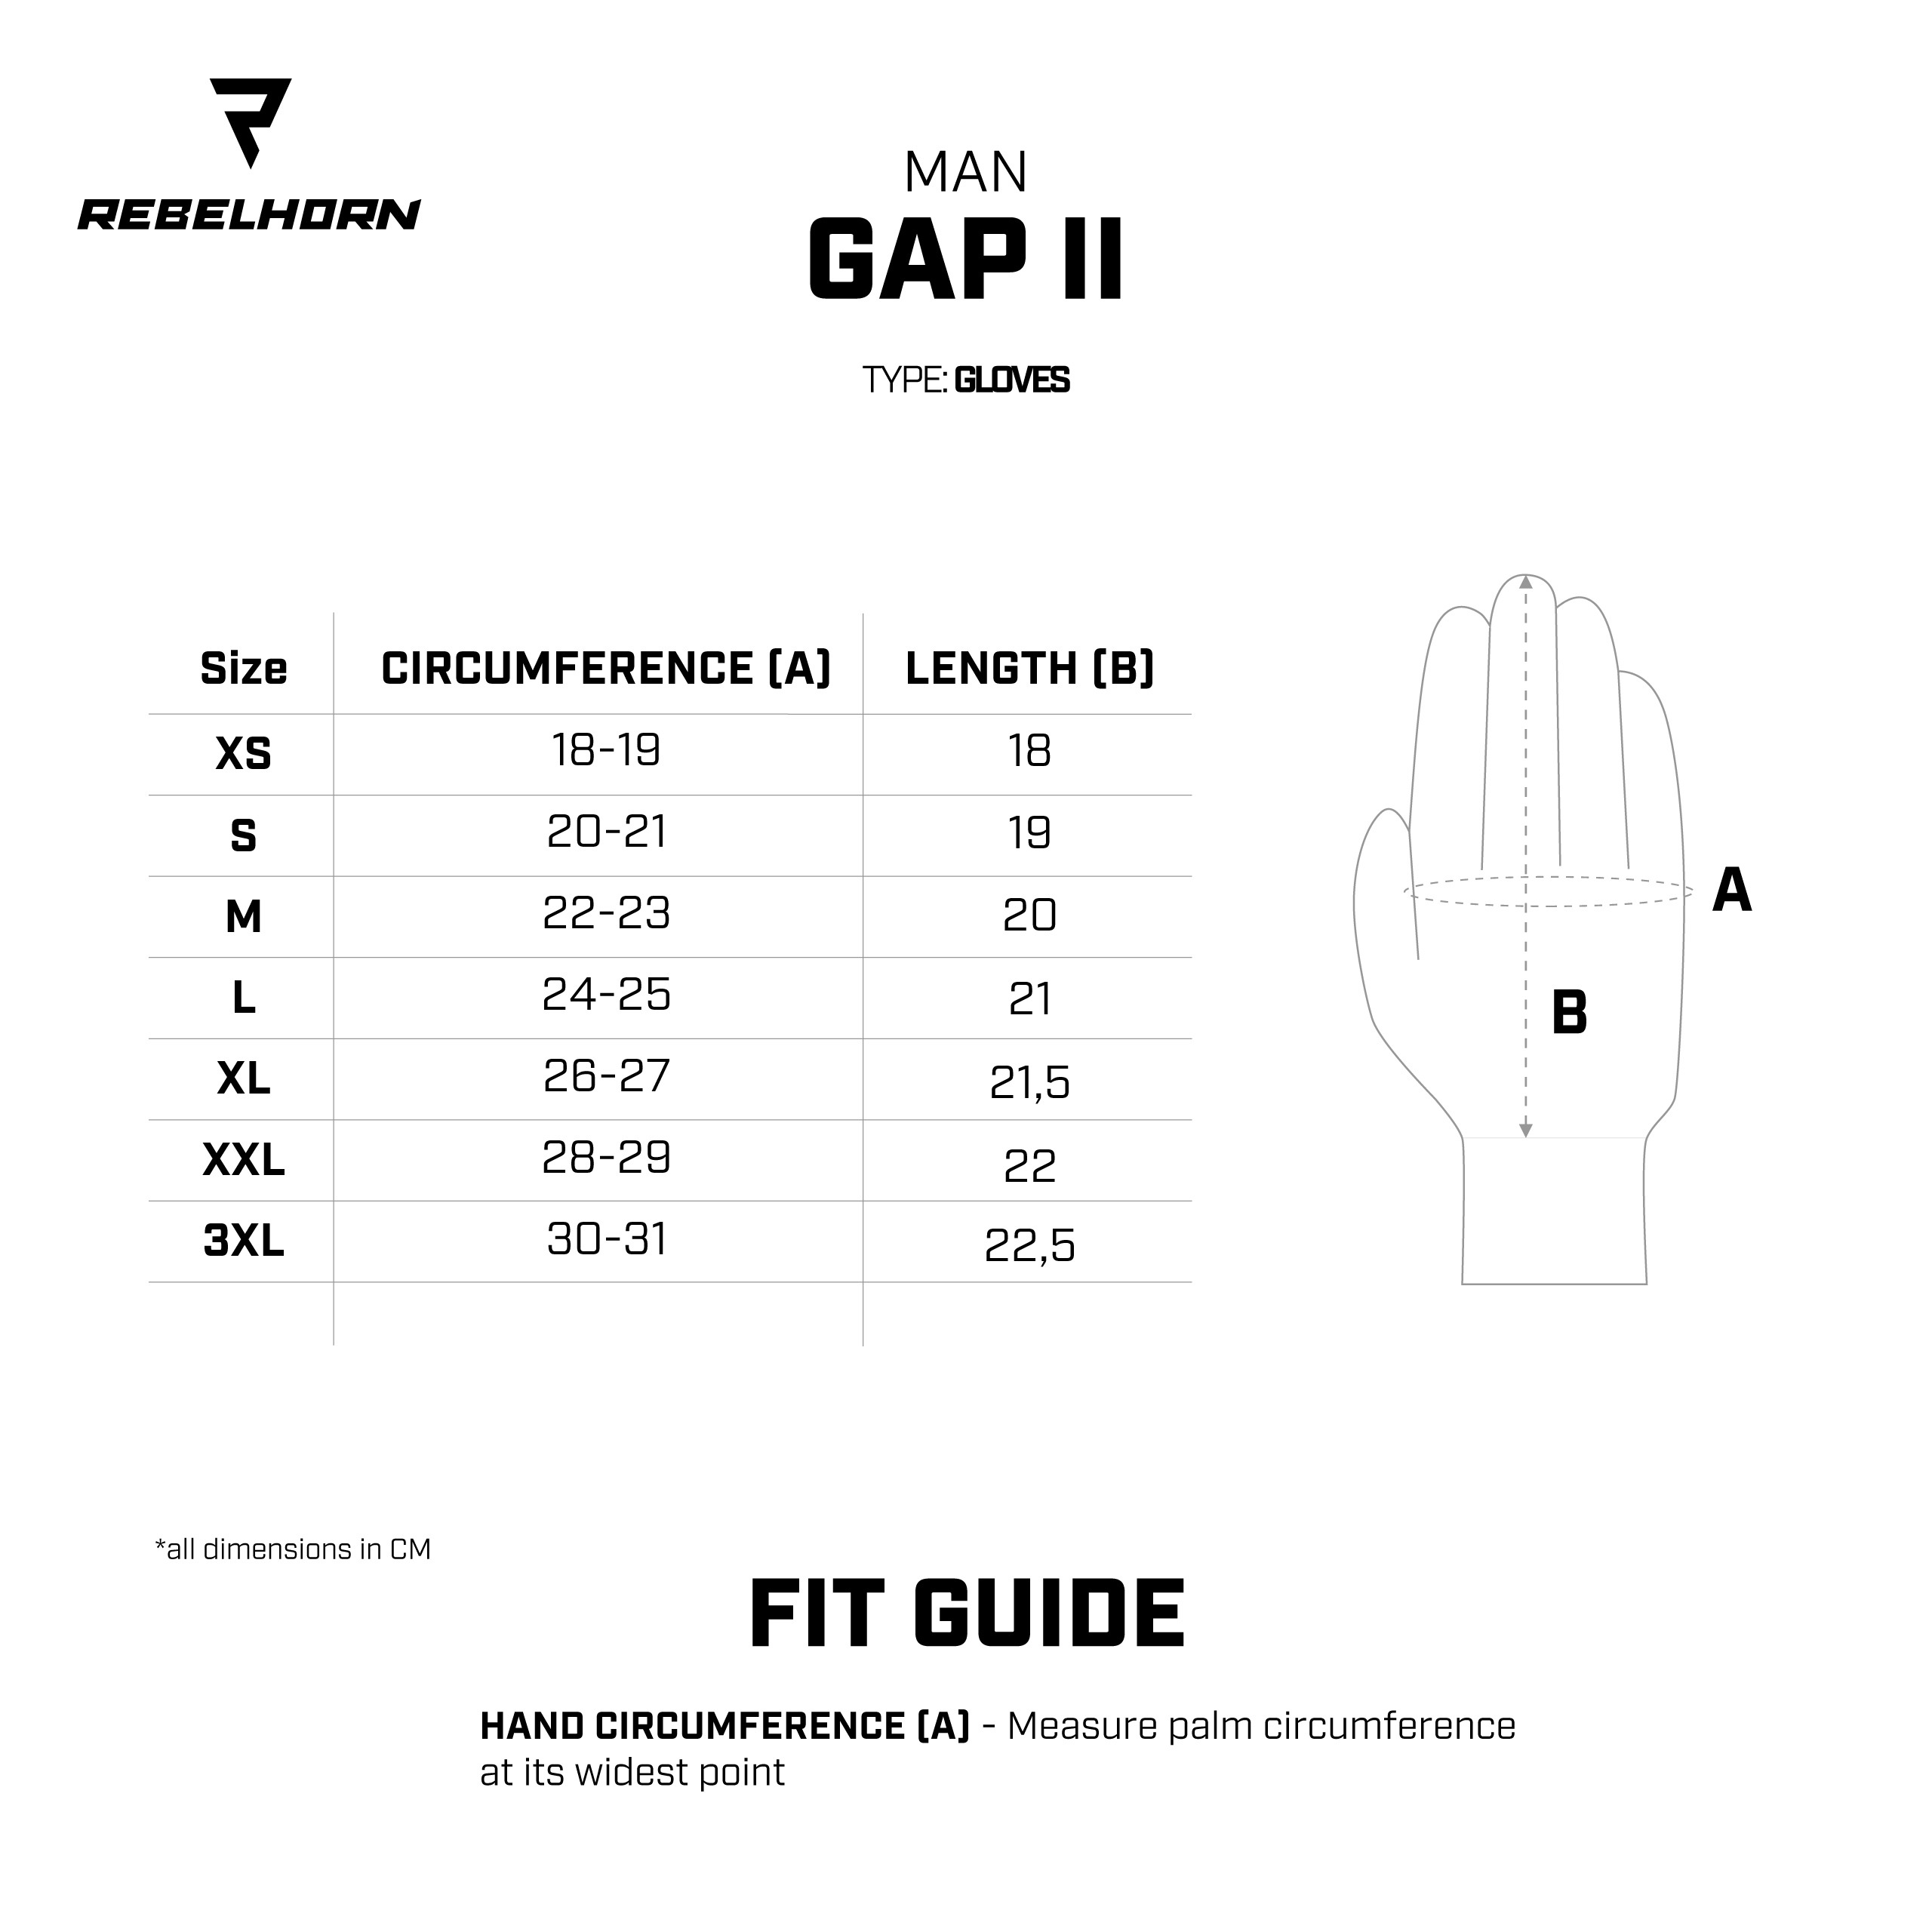 REBELHORN
MAN
GAP II
TYPE: GLOVES
Size CIRCUMFERENCE (A) LENGTH (B)
XS 18-19 18
S 20-21 19
M 22-23 20
L 24-25 21
XL 26-27 21,5
XXL 28-29 22
3XL 30-31 22,5
A
B
*all dimensions in CM
FIT GUIDE
HAND CIRCUMFERENCE (A) - Measure palm circumference
at its widest point